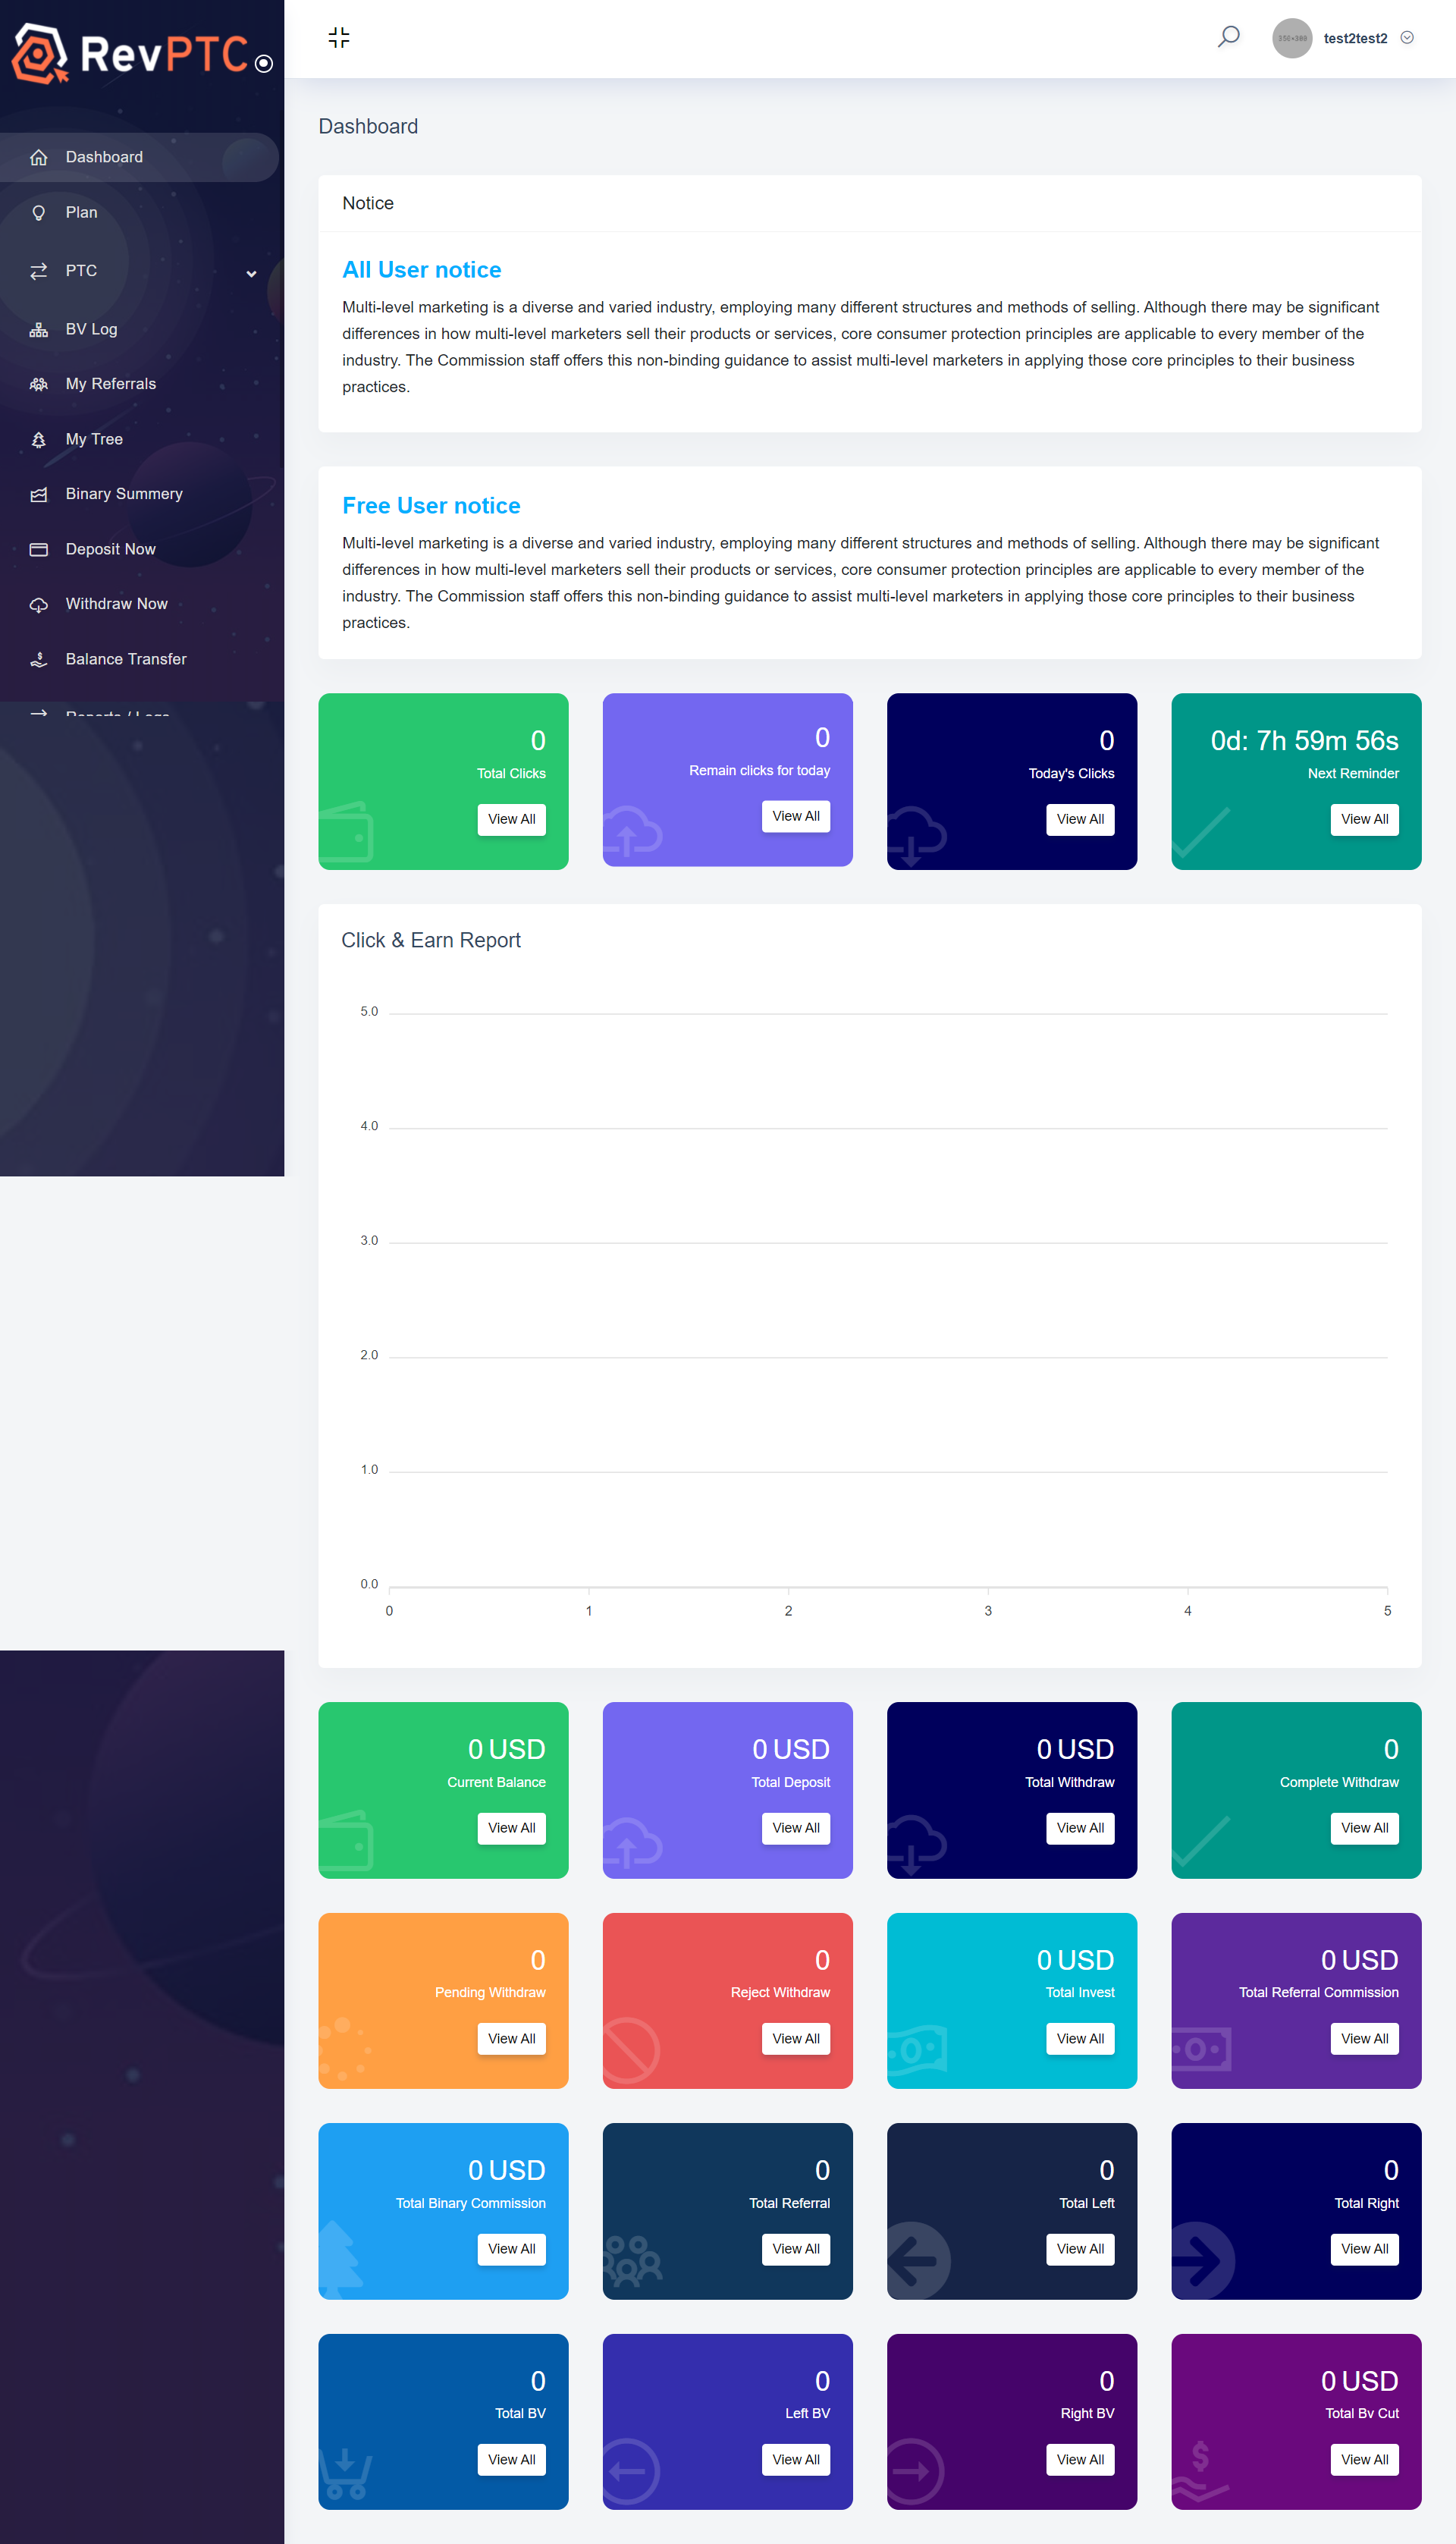 RevPTC
test2test2
Dashboard
Plan
PTC
BV Log
My Referrals
My Tree
Binary Summery
Deposit Now
Withdraw Now
Balance Transfer
Reports / Logs
Dashboard
Notice
All User notice
Multi-level marketing is a diverse and varied industry, employing many different structures and methods of selling. Although there may be significant
differences in how multi-level marketers sell their products or services, core consumer protection principles are applicable to every member of the
industry. The Commission staff offers this non-binding guidance to assist multi-level marketers in applying those core principles to their business
practices.
Free User notice
Multi-level marketing is a diverse and varied industry, employing many different structures and methods of selling. Although there may be significant
differences in how multi-level marketers sell their products or services, core consumer protection principles are applicable to every member of the
industry. The Commission staff offers this non-binding guidance to assist multi-level marketers in applying those core principles to their business
practices.
0
Total Clicks
View All
0
Remain clicks for today
View All
0
Today's Clicks
View All
0d: 7h 59m 56s
Next Reminder
View All
Click & Earn Report
5.0
4.0
3.0
2.0
1.0
0.0
0 1 2 3 4 5
0 USD
Current Balance
View All
0 USD
Total Deposit
View All
0 USD
Total Withdraw
View All
0
Complete Withdraw
View All
0
Pending Withdraw
View All
0
Reject Withdraw
View All
0 USD
Total Invest
View All
0 USD
Total Referral Commission
View All
0 USD
Total Binary Commission
View All
0
Total Referral
View All
0
Total Left
View All
0
Total Right
View All
0
Total BV
View All
0
Left BV
View All
0
Right BV
View All
0 USD
Total Bv Cut
View All